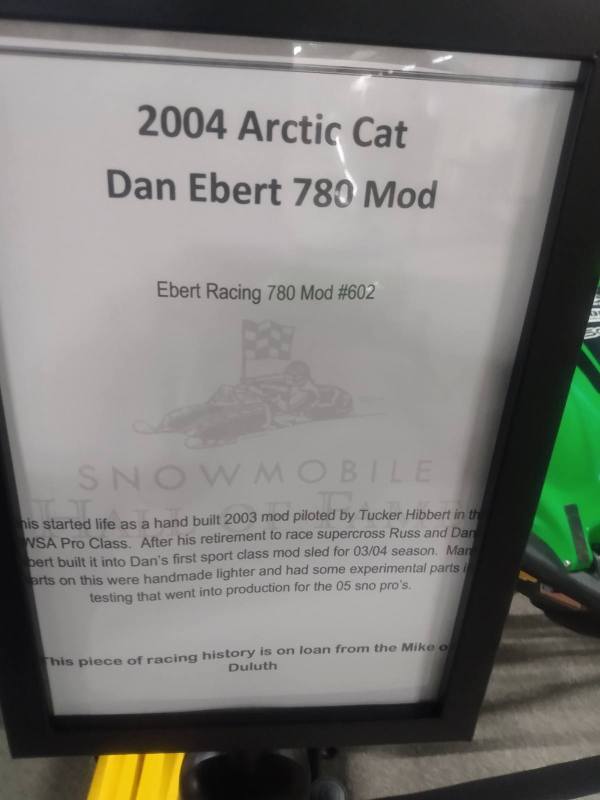 2004 Arctic Cat
Dan Ebert 780 Mod
Ebert Racing 780 Mod #602
SNOWMOBILE
HALL OF FAME
his started life as a hand built 2003 mod piloted by Tucker Hibbert in th
WSA Pro Class. After his retirement to race supercross Russ and Dan
bert built it into Dan's first sport class mod sled for 03/04 season. Man
arts on this were handmade lighter and had some experimental parts i
testing that went into production for the 05 sno pro's.
This piece of racing history is on loan from the Mike o
Duluth